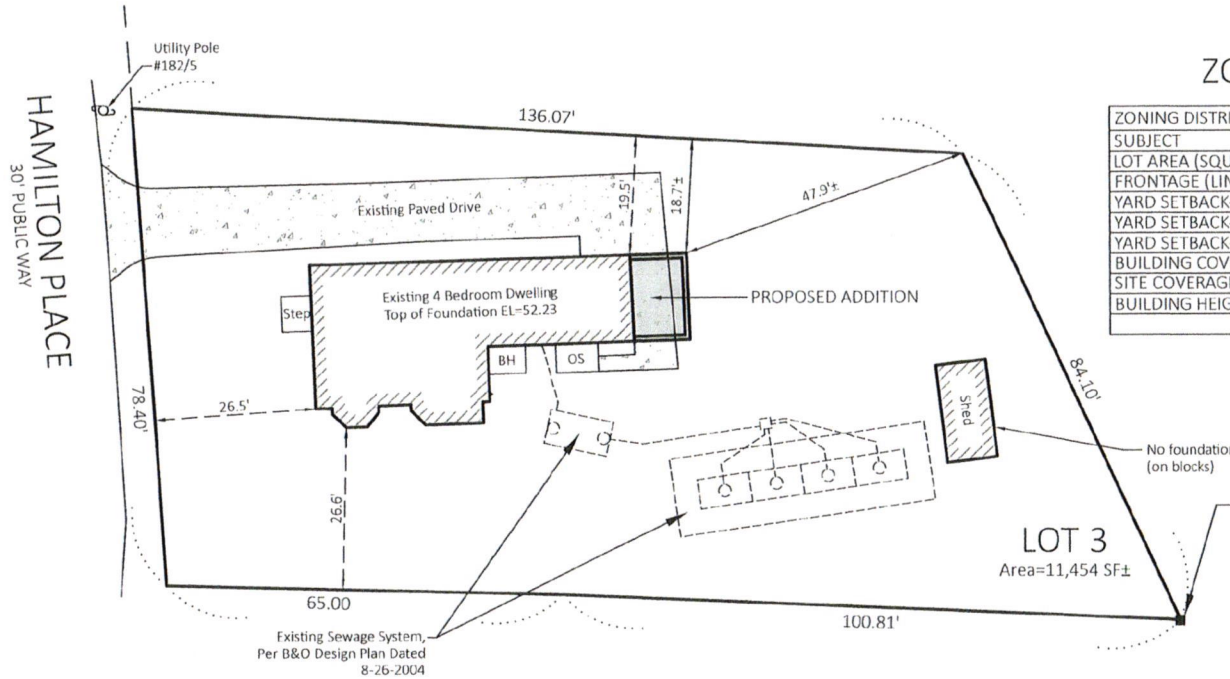 Utility Pole
#182/5
HAMILTON PLACE
30' PUBLIC WAY
136.07'
Existing Paved Drive
19.5'
18.7'±
47.9'±
Existing 4 Bedroom Dwelling
Top of Foundation EL=52.23
PROPOSED ADDITION
Step
BH
OS
78.40'
26.5'
26.6'
84.10'
Shed
No foundation
(on blocks)
LOT 3
Area=11,454 SF±
65.00
100.81'
Existing Sewage System,
Per B&O Design Plan Dated
8-26-2004
ZO
ZONING DISTR
SUBJECT
LOT AREA (SQU
FRONTAGE (LIN
YARD SETBACK
YARD SETBACK
YARD SETBACK
BUILDING COV
SITE COVERAGE
BUILDING HEIG